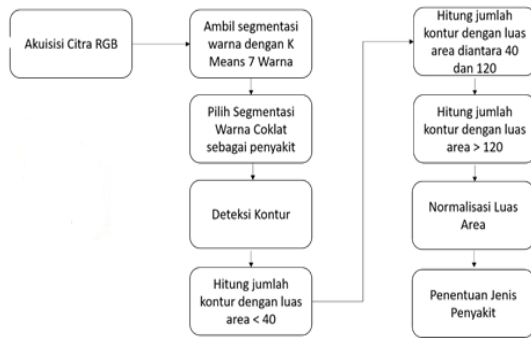 Akuisisi Citra RGB
Ambil segmentasi
warna dengan K
Means 7 Warna
Pilih Segmentasi
Warna Coklat
sebagai penyakit
Deteksi Kontur
Hitung jumlah
kontur dengan luas
area < 40
Hitung jumlah
kontur dengan luas
area diantara 40
dan 120
Hitung jumlah
kontur dengan luas
area > 120
Normalisasi Luas
Area
Penentuan Jenis
Penyakit